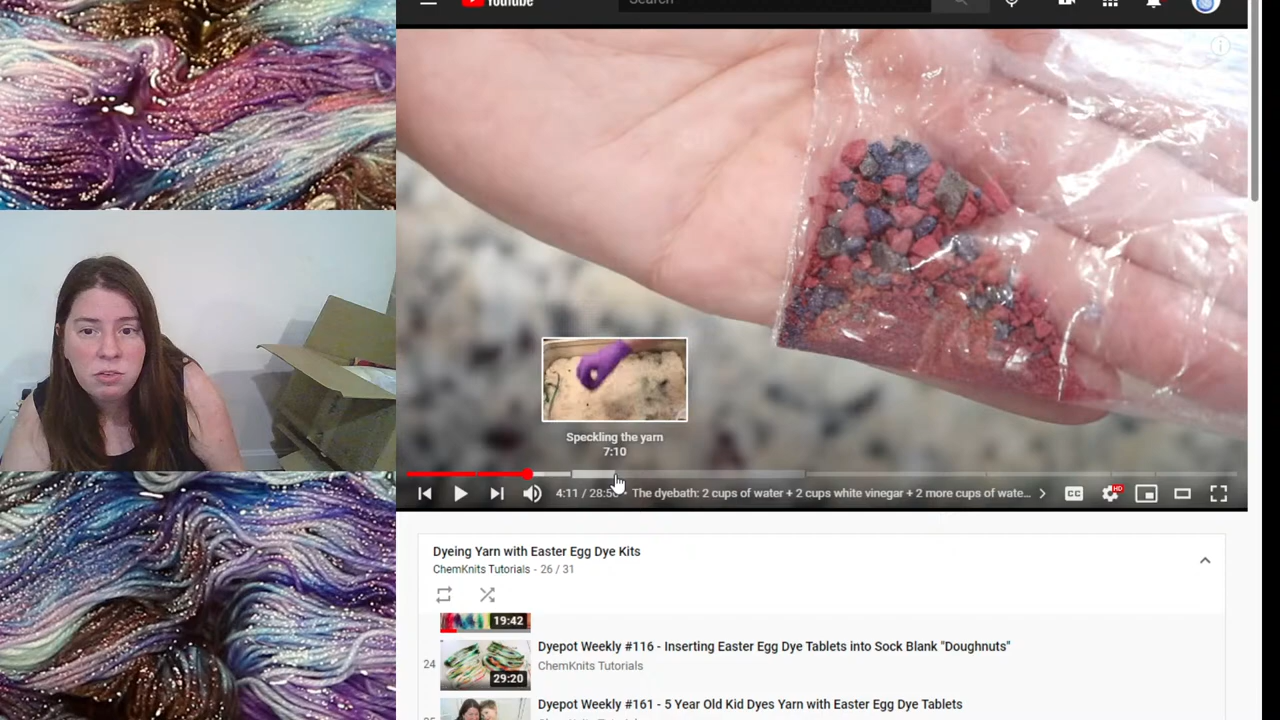 YouTube
Search
Speckling the yarn
7:10
4:11 / 28:5 • The dyebath: 2 cups of water + 2 cups white vinegar + 2 more cups of wate...
CC
HD
Dyeing Yarn with Easter Egg Dye Kits
ChemKnits Tutorials - 26 / 31
19:42
24
29:20
Dyepot Weekly #116 - Inserting Easter Egg Dye Tablets into Sock Blank "Doughnuts"
ChemKnits Tutorials
Dyepot Weekly #161 - 5 Year Old Kid Dyes Yarn with Easter Egg Dye Tablets